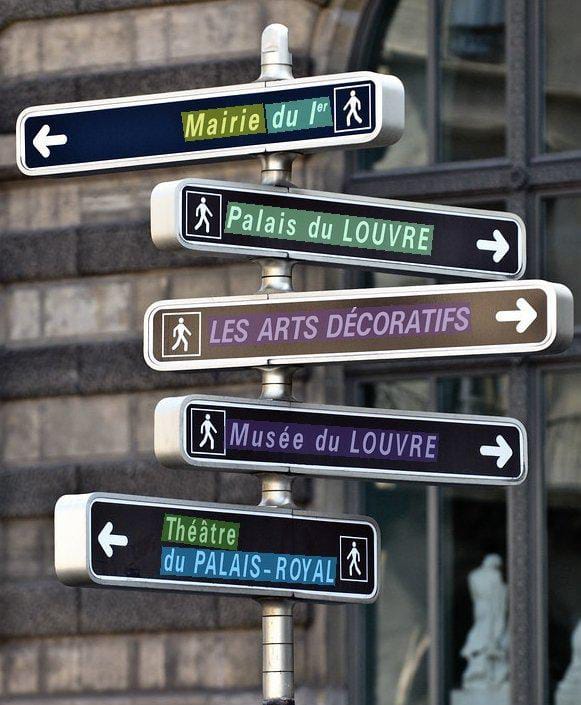 Mairie du Ier
Palais du LOUVRE
LES ARTS DÉCORATIFS
Musée du LOUVRE
Théâtre
du PALAIS-ROYAL